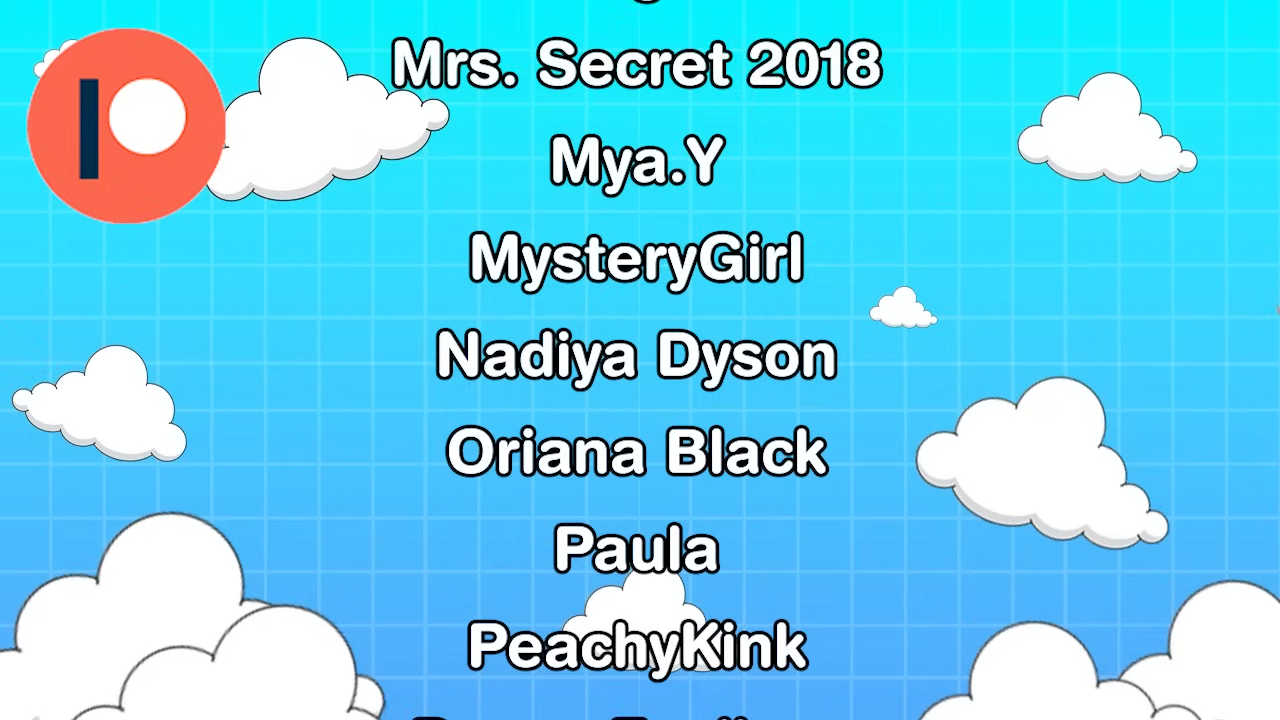 Mrs. Secret 2018
Mya.Y
MysteryGirl
Nadiya Dyson
Oriana Black
Paula
PeachyKink